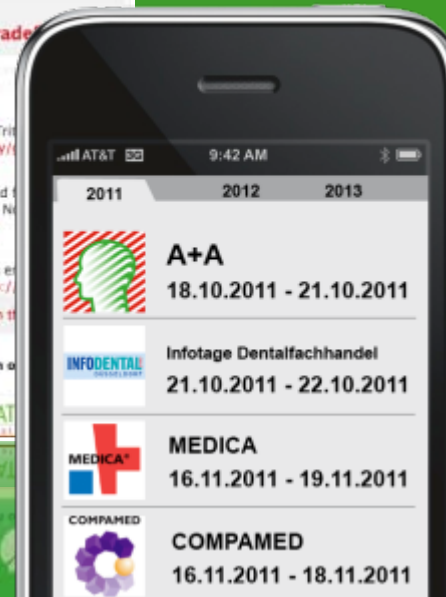 AT&T 3G 9:42 AM
2011 2012 2013
A+A
18.10.2011 - 21.10.2011
INFODENTAL
Infotage Dentalfachhandel
21.10.2011 - 22.10.2011
MEDICA®
MEDICA
16.11.2011 - 19.11.2011
COMPAMED
COMPAMED
16.11.2011 - 18.11.2011